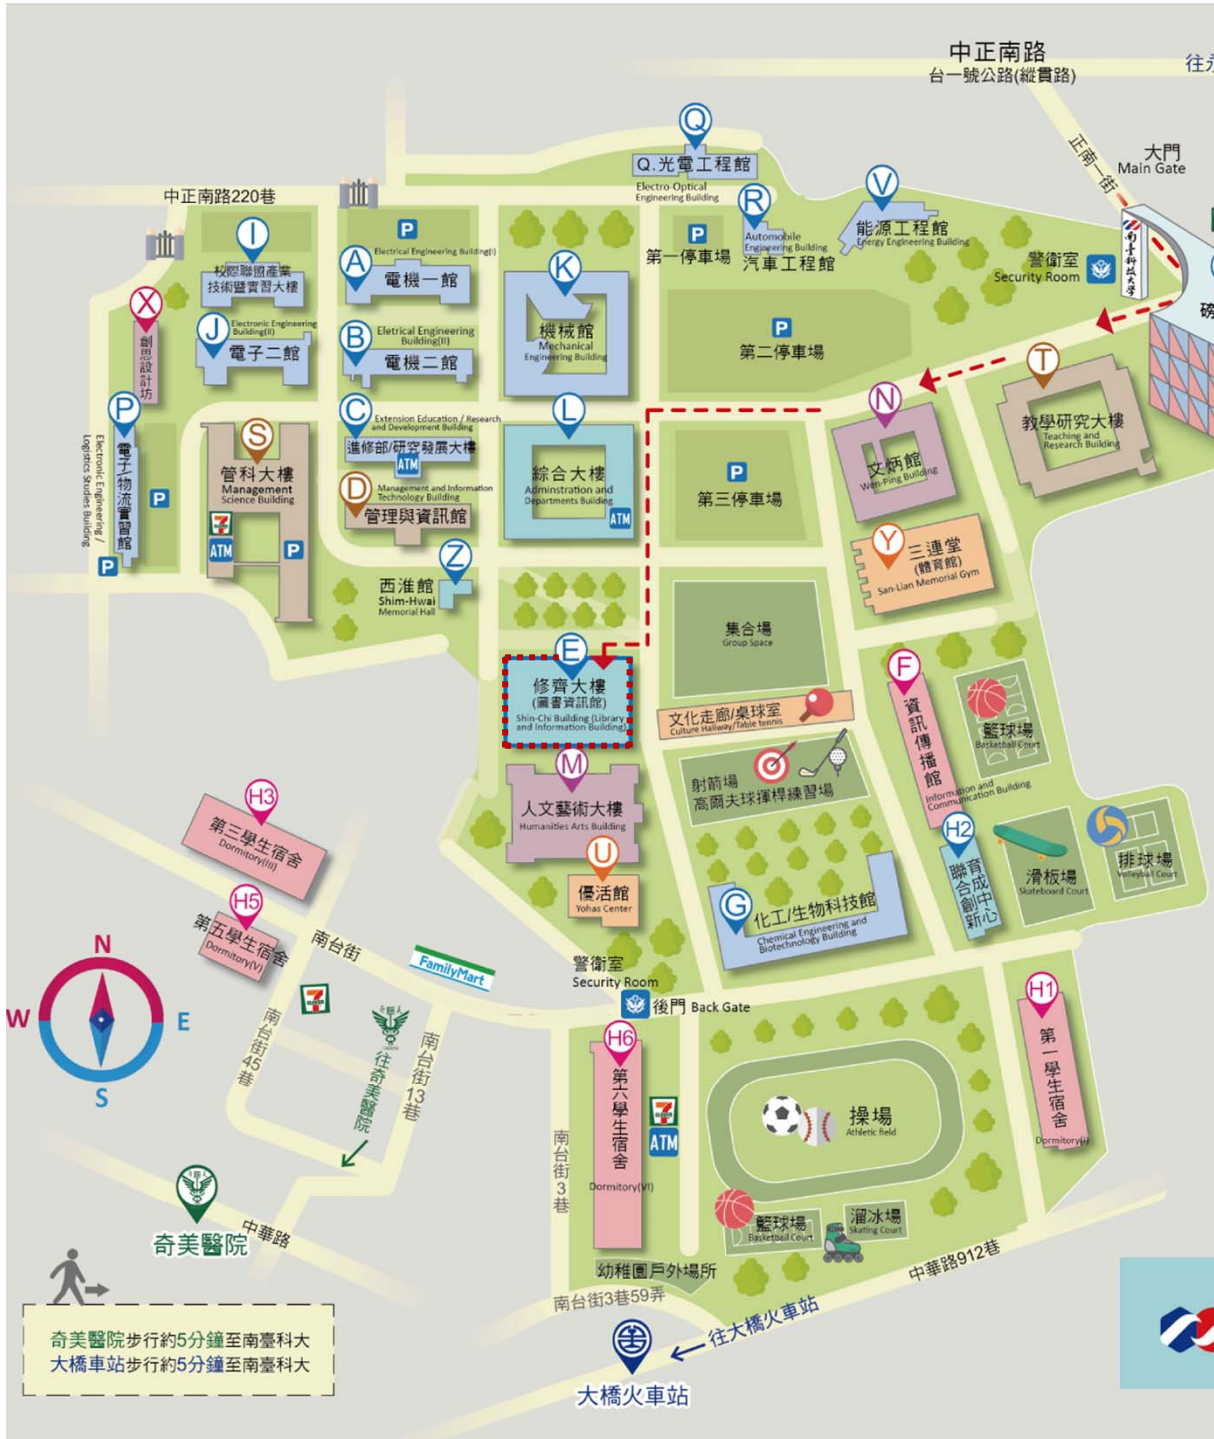 中正南路
台一號公路(縱貫路)
往永
正南一街
大門
Main Gate
Q
Q.光電工程館
Electro-Optical
Engineering Building
中正南路220巷
R
Automobile
Engineering Building
汽車工程館
V
能源工程館
Energy Engineering Building
警衛室
Security Room
南臺科技大學
I
校際聯盟產業
技術暨實習大樓
P
Electrical Engineering Building(I)
A
電機一館
K
機械館
Mechanical
Engineering Building
P
第一停車場
P
第二停車場
X
創思設計坊
J
Electronic Engineering
Building(II)
電子二館
B
Eletrical Engineering
Building(II)
電機二館
T
教學研究大樓
Teaching and
Research Building
N
文炳館
Wen-Ping Building
P
電子/物流實習館
Electronic Engineering /
Logistics Studies Building
P
P
S
管科大樓
Management
Science Building
7
ELEVEN
ATM
P
C
Extension Education / Research
and Development Building
進修部/研究發展大樓
ATM
D
Management and Information
Technology Building
管理與資訊館
L
綜合大樓
Adminstration and
Departments Building
ATM
P
第三停車場
Y
三連堂
(體育館)
San-Lian Memorial Gym
Z
西淮館
Shim-Hwai
Memorial Hall
集合場
Group Space
E
修齊大樓
(圖書資訊館)
Shin-Chi Building (Library
and Information Building)
文化走廊/桌球室
Culture Hallway/Table tennis
F
資訊傳播館
Information and
Communication Building
籃球場
Basketball Court
M
人文藝術大樓
Humanities Arts Building
射箭場
高爾夫球揮桿練習場
H2
育成中心
聯合創新
滑板場
Skateboard Court
排球場
Volleyball Court
U
優活館
Yohas Center
G
化工/生物科技館
Chemical Engineering and
Biotechnology Building
H3
第三學生宿舍
Dormitory(III)
H5
第五學生宿舍
Dormitory(V)
南台街
FamilyMart
警衛室
Security Room
後門 Back Gate
N
W
E
S
7
ELEVEN
南台街45巷
往奇美醫院
南台街13巷
H6
第六學生宿舍
Dormitory(VI)
7
ELEVEN
ATM
南台街3巷
操場
Athletic field
H1
第一學生宿舍
Dormitory(I)
籃球場
Basketball Court
溜冰場
Skating Court
奇美醫院
中華路
幼稚園戶外場所
南台街3巷59弄
中華路912巷
往大橋火車站
大橋火車站
奇美醫院步行約5分鐘至南臺科大
大橋車站步行約5分鐘至南臺科大